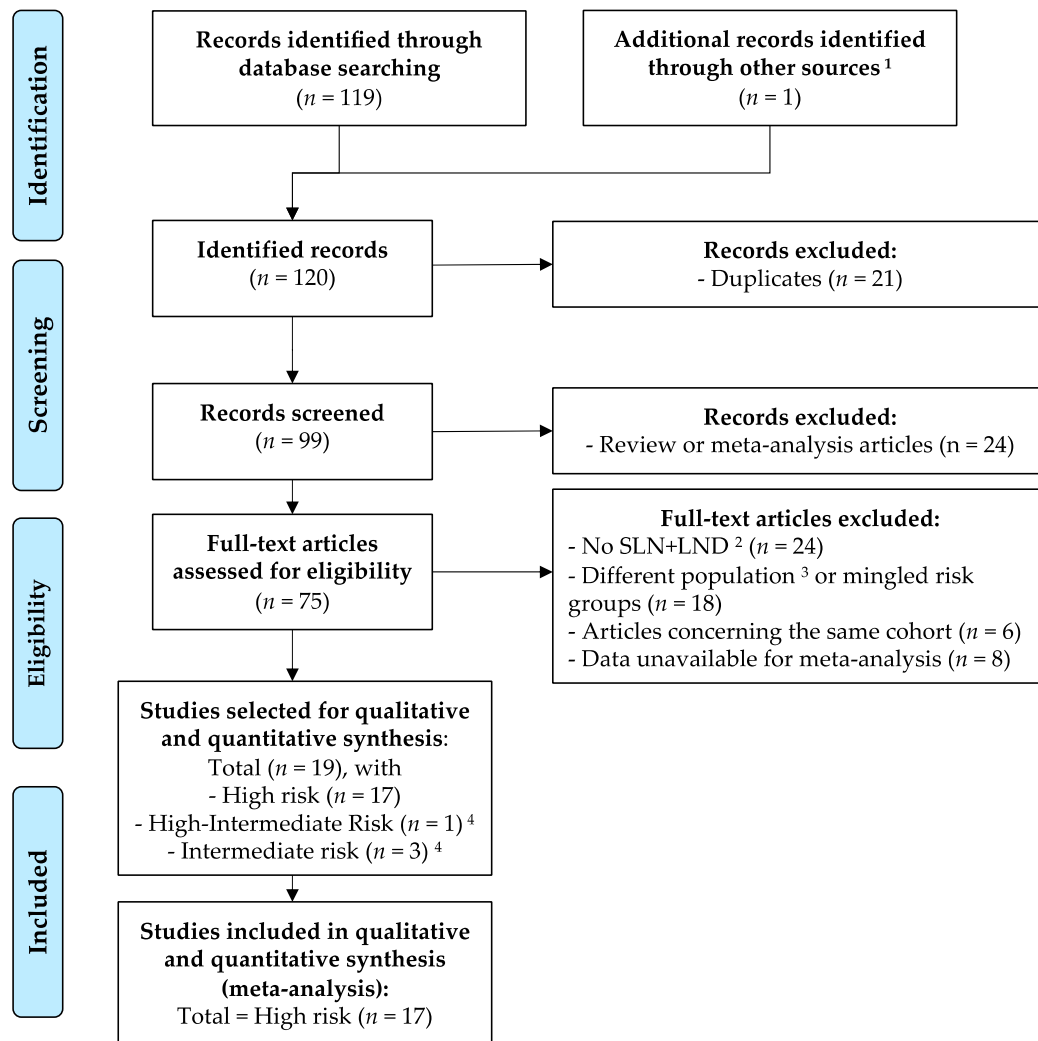 Identification
Records identified through
database searching
(n = 119)
Additional records identified
through other sources 1
(n = 1)
Identified records
(n = 120)
Records excluded:
- Duplicates (n = 21)
Screening
Records screened
(n = 99)
Records excluded:
- Review or meta-analysis articles (n = 24)
Eligibility
Full-text articles
assessed for eligibility
(n = 75)
Full-text articles excluded:
- No SLN+LND 2 (n = 24)
- Different population 3 or mingled risk
groups (n = 18)
- Articles concerning the same cohort (n = 6)
- Data unavailable for meta-analysis (n = 8)
Studies selected for qualitative
and quantitative synthesis:
Total (n = 19), with
- High risk (n = 17)
- High-Intermediate Risk (n = 1) 4
- Intermediate risk (n = 3) 4
Included
Studies included in qualitative
and quantitative synthesis
(meta-analysis):
Total = High risk (n = 17)